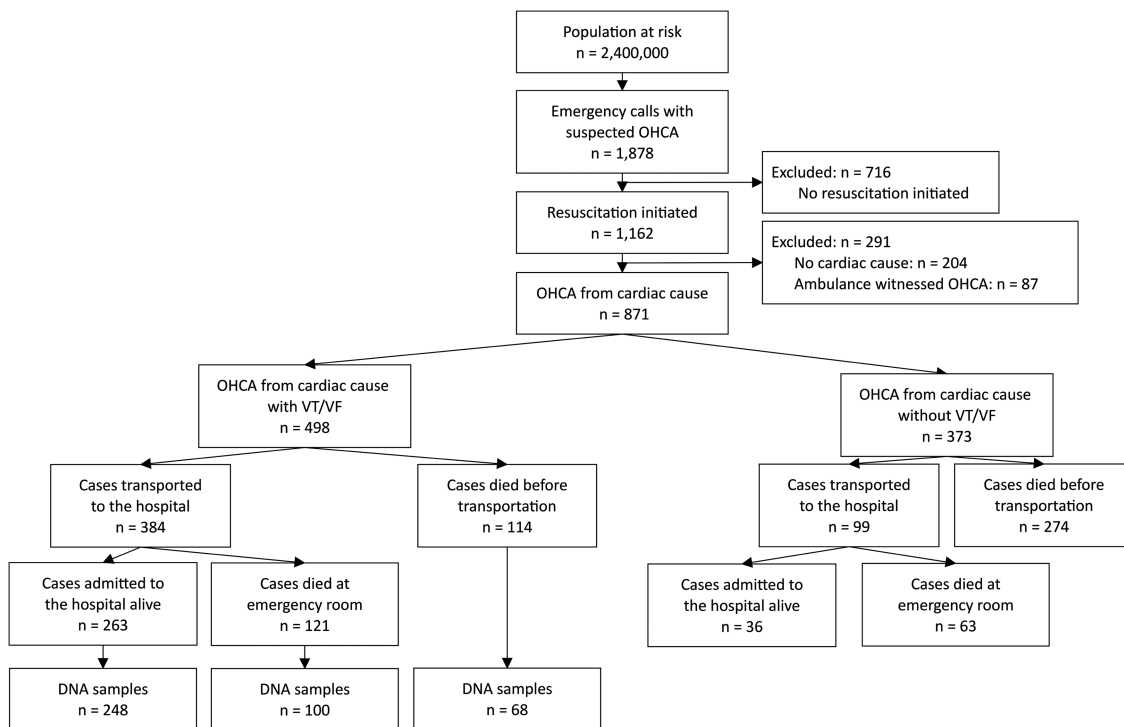 Population at risk
n = 2,400,000
Emergency calls with
suspected OHCA
n = 1,878
Excluded: n = 716
No resuscitation initiated
Resuscitation initiated
n = 1,162
Excluded: n = 291
No cardiac cause: n = 204
Ambulance witnessed OHCA: n = 87
OHCA from cardiac cause
n = 871
OHCA from cardiac cause
with VT/VF
n = 498
OHCA from cardiac cause
without VT/VF
n = 373
Cases transported
to the hospital
n = 384
Cases died before
transportation
n = 114
Cases transported
to the hospital
n = 99
Cases died before
transportation
n = 274
Cases admitted to
the hospital alive
n = 263
Cases died at
emergency room
n = 121
Cases admitted to
the hospital alive
n = 36
Cases died at
emergency room
n = 63
DNA samples
n = 248
DNA samples
n = 100
DNA samples
n = 68